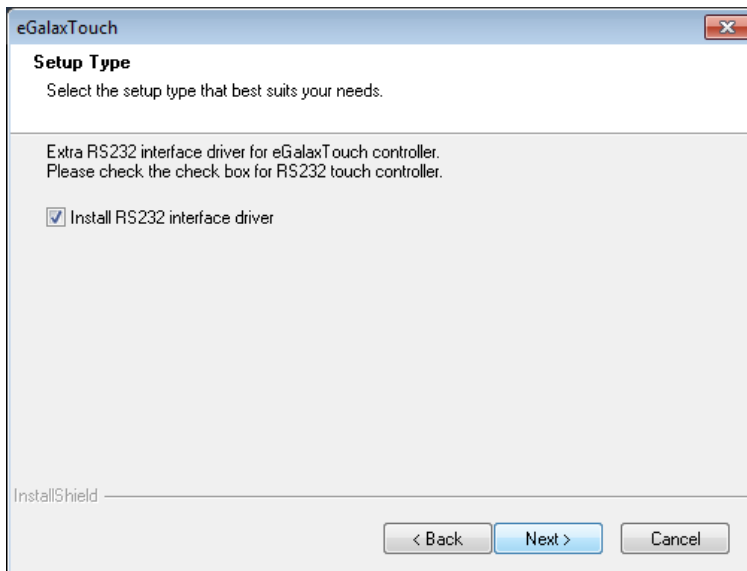 eGalaxTouch
Setup Type
Select the setup type that best suits your needs.
Extra RS232 interface driver for eGalaxTouch controller.
Please check the check box for RS232 touch controller.
Install RS232 interface driver
InstallShield
< Back Next > Cancel